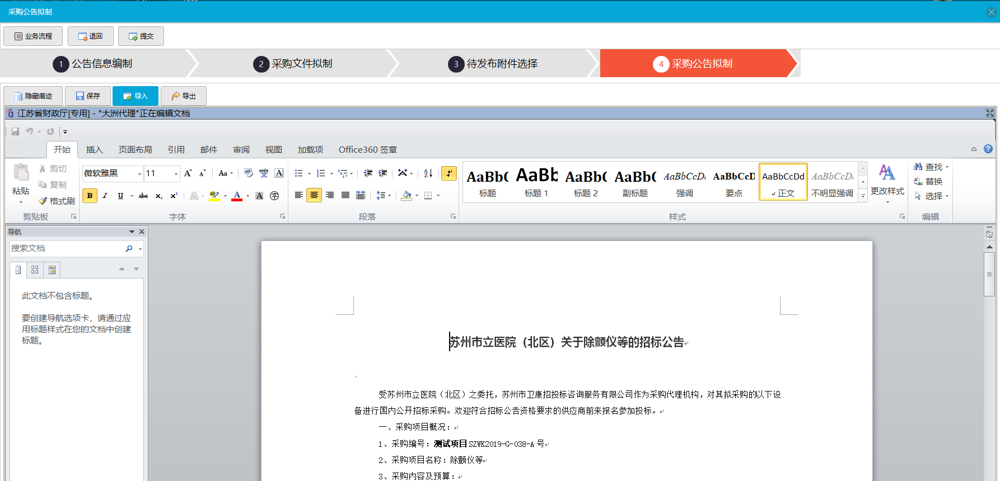 采购公告拟制
业务流程 退回 提交
1 公告信息编制 2 采购文件拟制 3 待发布附件选择 4 采购公告拟制
隐藏痕迹 保存 导入 导出
江苏省财政厅[专用] - "大洲代理"正在编辑文档
开始 插入 页面布局 引用 邮件 审阅 视图 加载项 Office360 签章
粘贴 剪切 复制 格式刷
微软雅黑 11
AaBb( AaBb AaBb( AaBb( AaBbCcD AaBbCcD AaBbCcDd AaBbCcD
标题 标题 1 标题 2 副标题 强调 要点 正文 不明显强调
更改样式
查找
替换
选择
剪贴板 字体 段落 样式 编辑
导航
搜索文档
此文档不包含标题。
要创建导航选项卡，请通过应
用标题样式在您的文档中创建
标题。
苏州市立医院（北区）关于除颤仪等的招标公告
受苏州市立医院（北区）之委托，苏州市卫康招投标咨询服务有限公司作为采购代理机构，对其拟采购的以下设
备进行国内公开招标采购。欢迎符合招标公告资格要求的供应商前来报名参加投标。
一、采购项目概况：
1、采购编号：测试项目 SZWK2019-G-038-A 号
2、采购项目名称：除颤仪等
3、采购内容及预算：